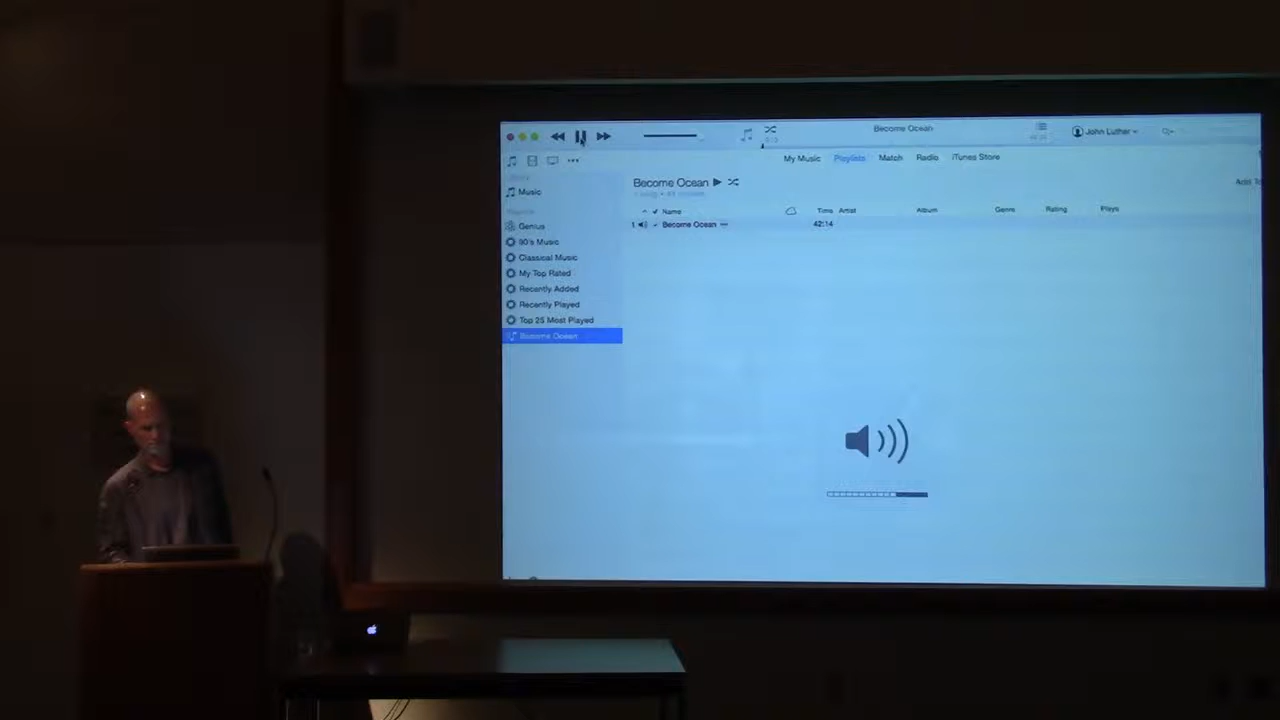 Become Ocean
John Luther
My Music Playlists Match Radio iTunes Store
Music
Become Ocean
Add To
Name Time Artist Album Genre Rating Plays
1 Become Ocean 42:14
Genius
90's Music
Classical Music
My Top Rated
Recently Added
Recently Played
Top 25 Most Played
Become Ocean